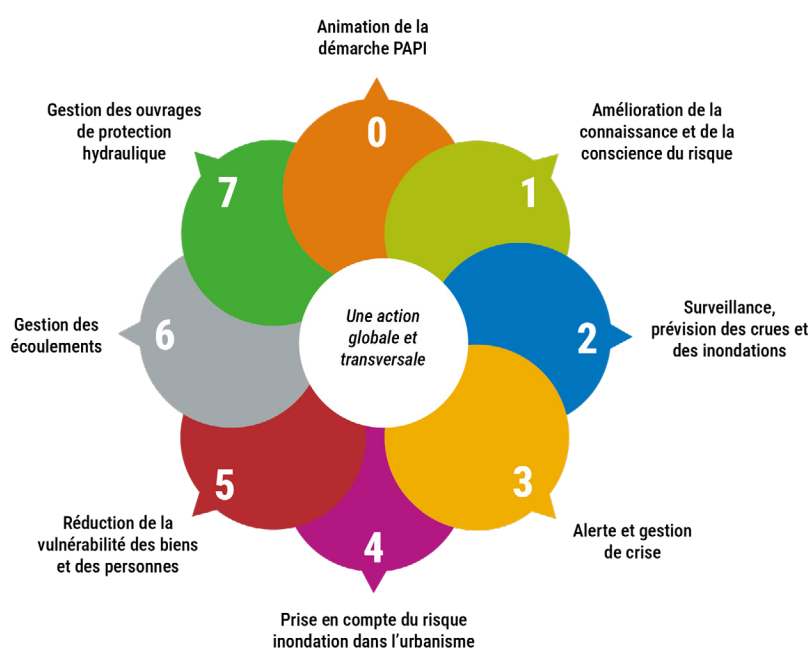 Animation de la
démarche PAPI
0
Amélioration de la
connaissance et de la
conscience du risque
1
Surveillance,
prévision des crues et
des inondations
2
Alerte et gestion
de crise
3
Prise en compte du risque
inondation dans l'urbanisme
4
Réduction de la
vulnérabilité des biens
et des personnes
5
Gestion des
écoulements
6
Gestion des ouvrages
de protection
hydraulique
7
Une action
globale et
transversale